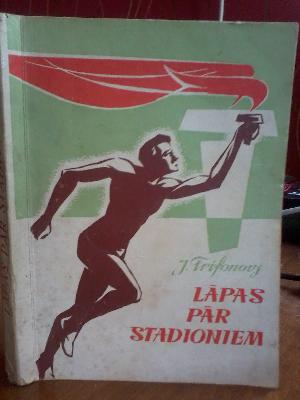 J. Trifonovs
LĀPAS
PĀR
STADIONIEM